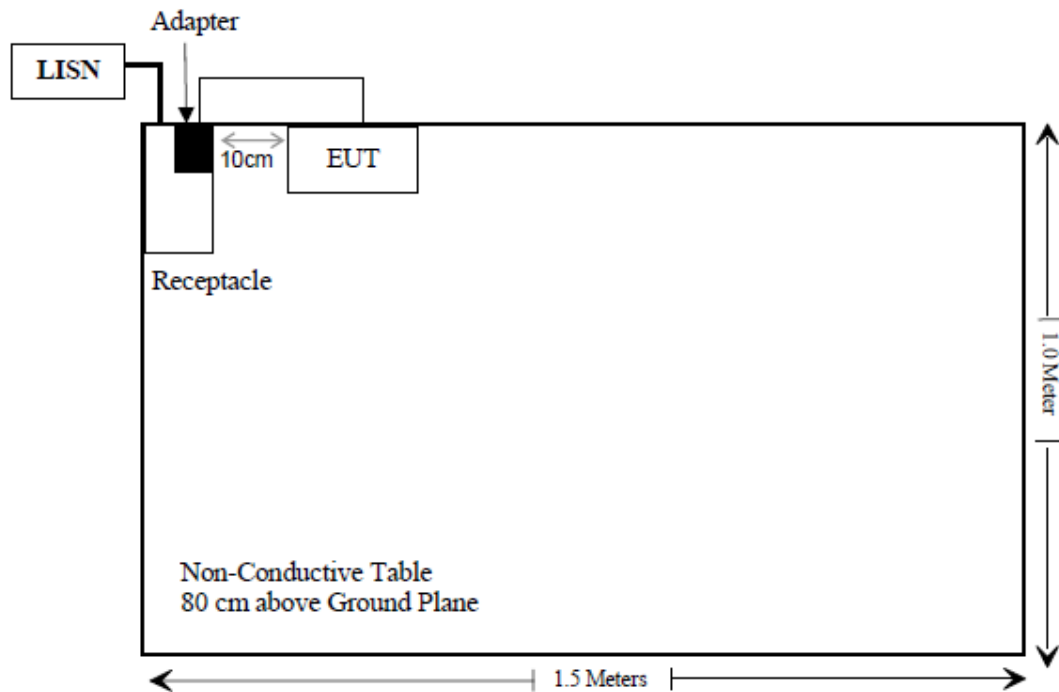 Adapter
LISN
10cm
EUT
Receptacle
1.0 Meter
Non-Conductive Table
80 cm above Ground Plane
1.5 Meters